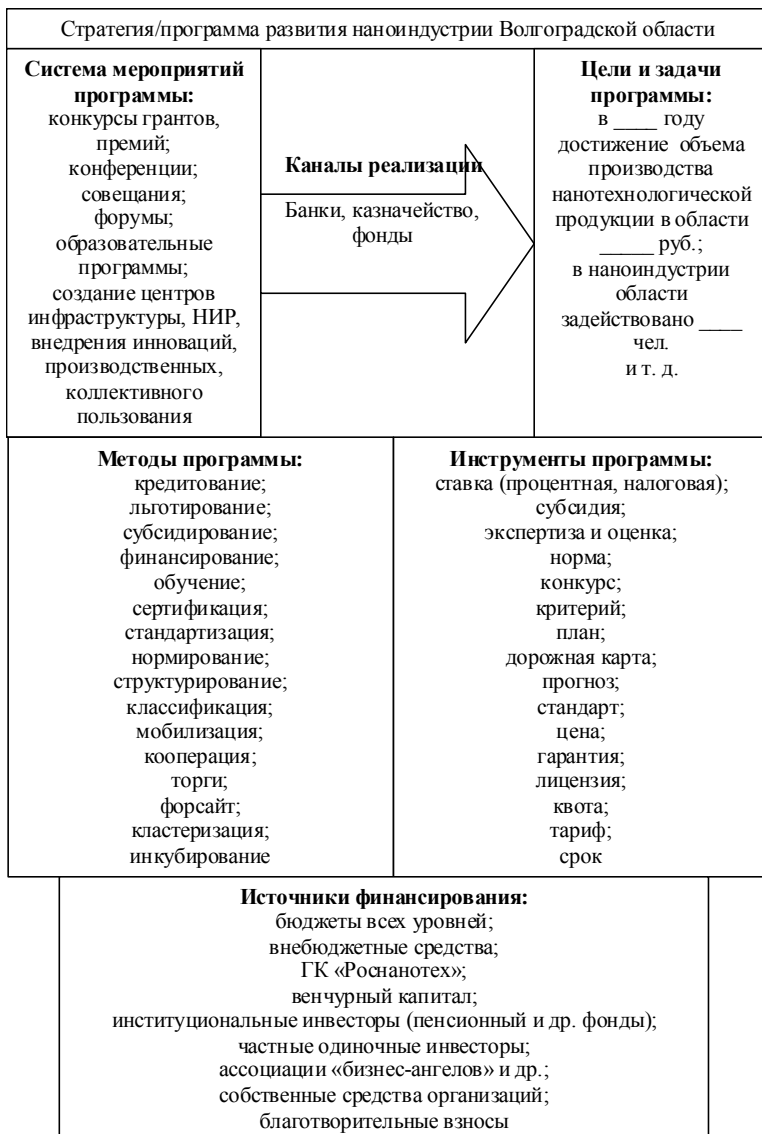 Стратегия/программа развития наноиндустрии Волгоградской области
Система мероприятий
программы:
конкурсы грантов,
премий;
конференции;
совещания;
форумы;
образовательные
программы;
создание центров
инфраструктуры, НИР,
внедрения инноваций,
производственных,
коллективного
пользования
Каналы реализации
Банки, казначейство,
фонды
Цели и задачи
программы:
в ____ году
достижение объема
производства
нанотехнологической
продукции в области
_____ руб.;
в наноиндустрии
области
задействовано ____
чел.
и т. д.
Методы программы:
кредитование;
льготирование;
субсидирование;
финансирование;
обучение;
сертификация;
стандартизация;
нормирование;
структурирование;
классификация;
мобилизация;
кооперация;
торги;
форсайт;
кластеризация;
инкубирование
Инструменты программы:
ставка (процентная, налоговая);
субсидия;
экспертиза и оценка;
норма;
конкурс;
критерий;
план;
дорожная карта;
прогноз;
стандарт;
цена;
гарантия;
лицензия;
квота;
тариф;
срок
Источники финансирования:
бюджеты всех уровней;
внебюджетные средства;
ГК «Роснанотех»;
венчурный капитал;
институциональные инвесторы (пенсионный и др. фонды);
частные одиночные инвесторы;
ассоциации «бизнес-ангелов» и др.;
собственные средства организаций;
благотворительные взносы